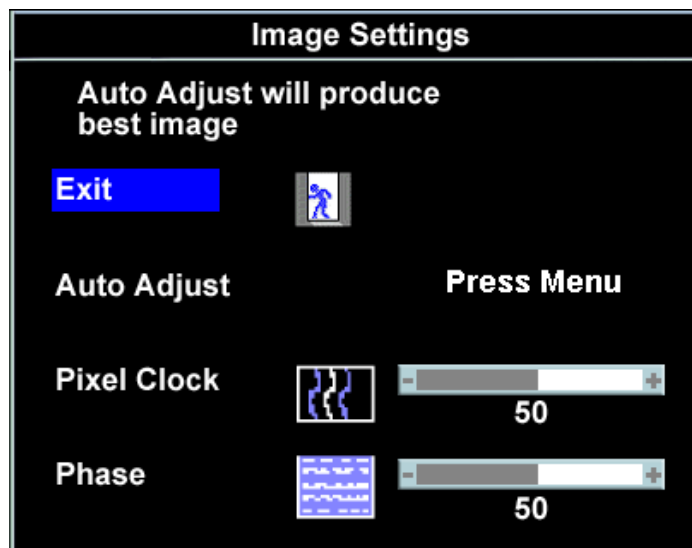 Image Settings
Auto Adjust will produce
best image
Exit
Auto Adjust Press Menu
Pixel Clock - +
50
Phase - +
50